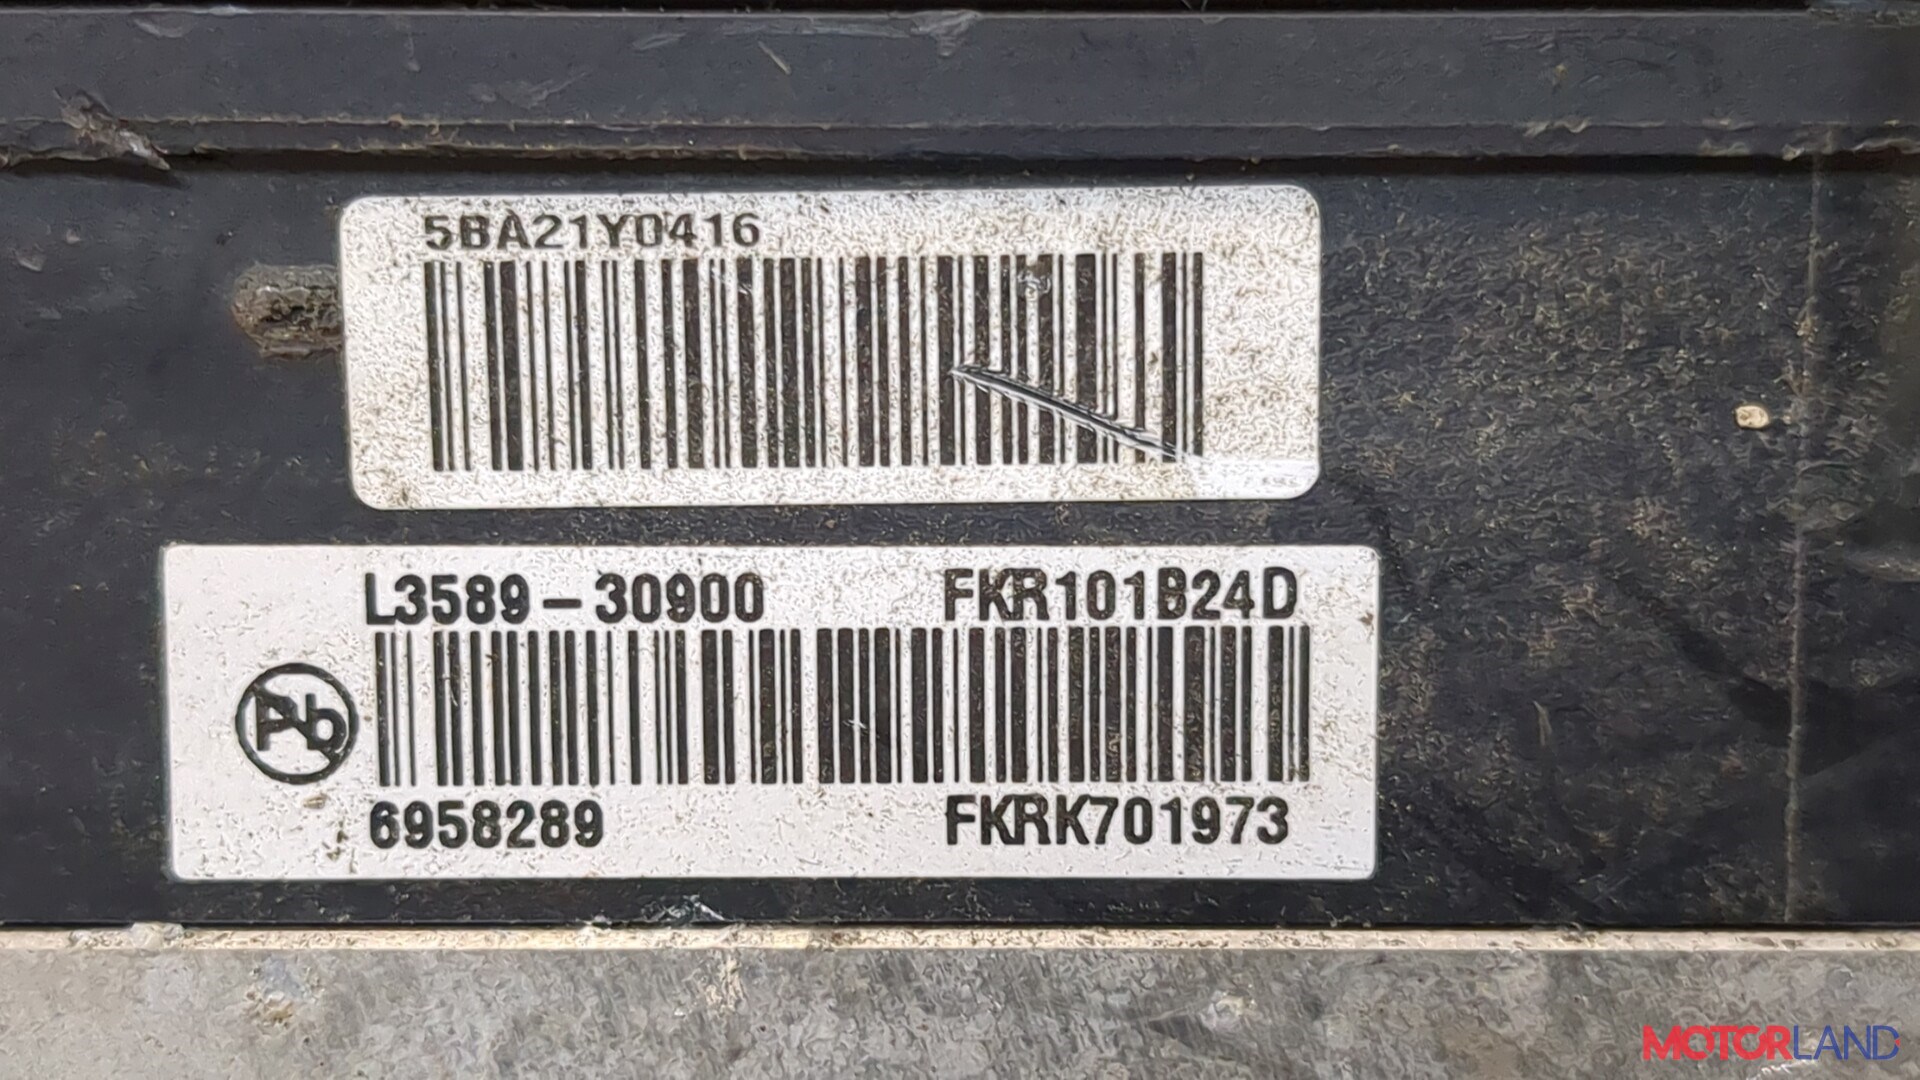 5BA21Y0416
L3589-30900 FKR101B24D
Pb
6958289 FKRK701973
MOTORLAND